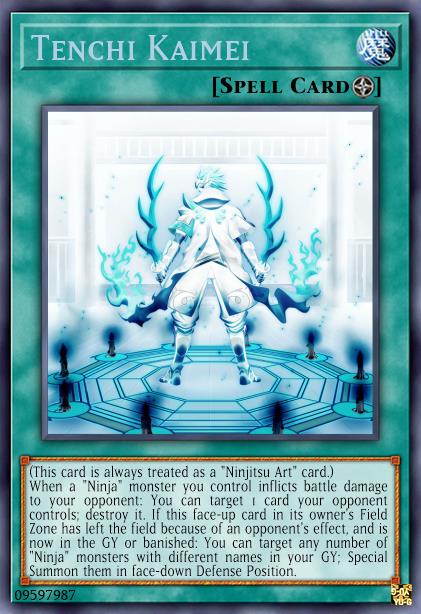 Tenchi Kaimei
魔
[Spell Card]
(This card is always treated as a "Ninjitsu Art" card.)
When a "Ninja" monster you control inflicts battle damage
to your opponent: You can target 1 card your opponent
controls; destroy it. If this face-up card in its owner's Field
Zone has left the field because of an opponent's effect, and is
now in the GY or banished: You can target any number of
"Ninja" monsters with different names in your GY; Special
Summon them in face-down Defense Position.
09597987